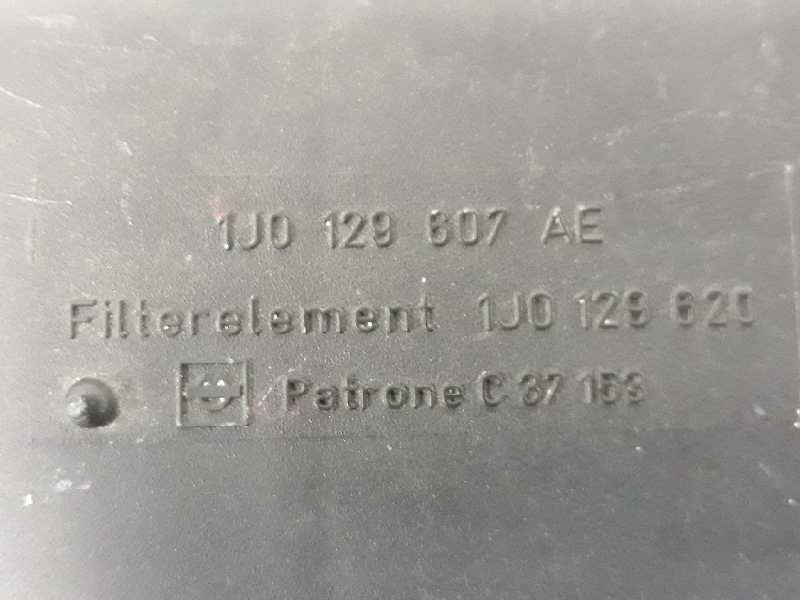 1J0 129 607 AE
Filterelement 1J0 129 620
Patrone C 37 153